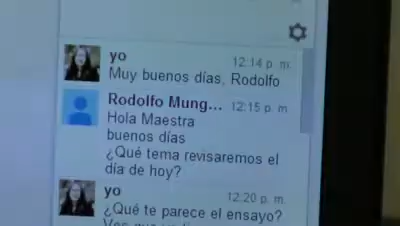 yo 12:14 p. m.
Muy buenos días, Rodolfo
Rodolfo Mung... 12:15 p. m.
Hola Maestra
buenos días
¿Qué tema revisaremos el
día de hoy?
yo 12:20 p. m.
¿Qué te parece el ensayo?